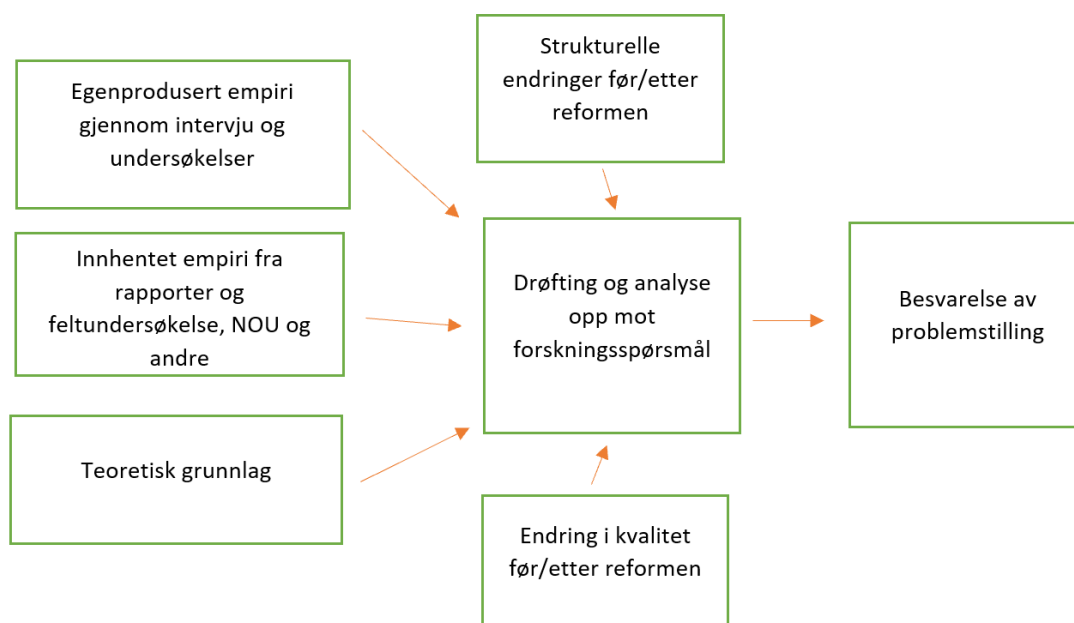 Egenprodusert empiri
gjennom intervju og
undersøkelser
Innhentet empiri fra
rapporter og
feltundersøkelse, NOU og
andre
Teoretisk grunnlag
Strukturelle
endringer før/etter
reformen
Drøfting og analyse
opp mot
forskningsspørsmål
Endring i kvalitet
før/etter reformen
Besvarelse av
problemstilling